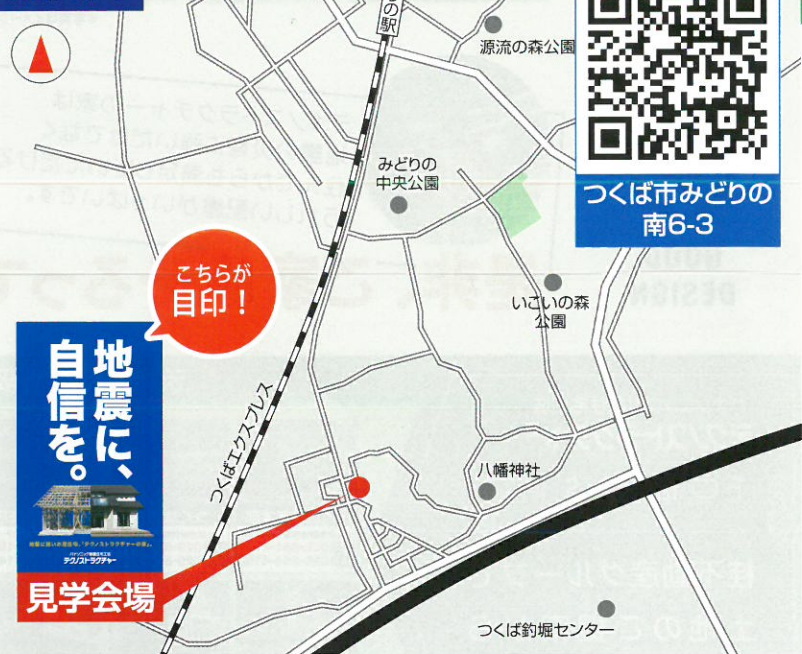 の駅
源流の森公園
みどりの
中央公園
つくば市みどりの
南6-3
こちらが
目印！
いこいの森
公園
地震に、
自信を。
つくばエクスプレス
八幡神社
テクノストラクチャー
見学会場
つくば釣堀センター